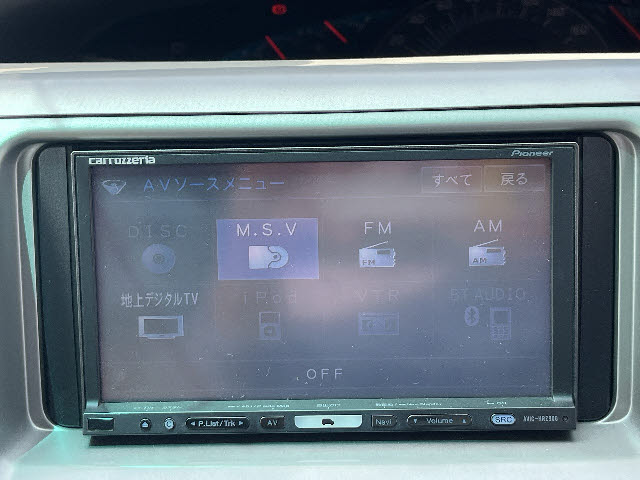 carrozzeria
Pioneer
AVソースメニュー
すべて
戻る
DISC
M.S.V
FM
AM
FM
AM
地上デジタルTV
iPod
VTR
BT AUDIO
OFF
P.List/Trk
AV
Navi
Volume
SRC